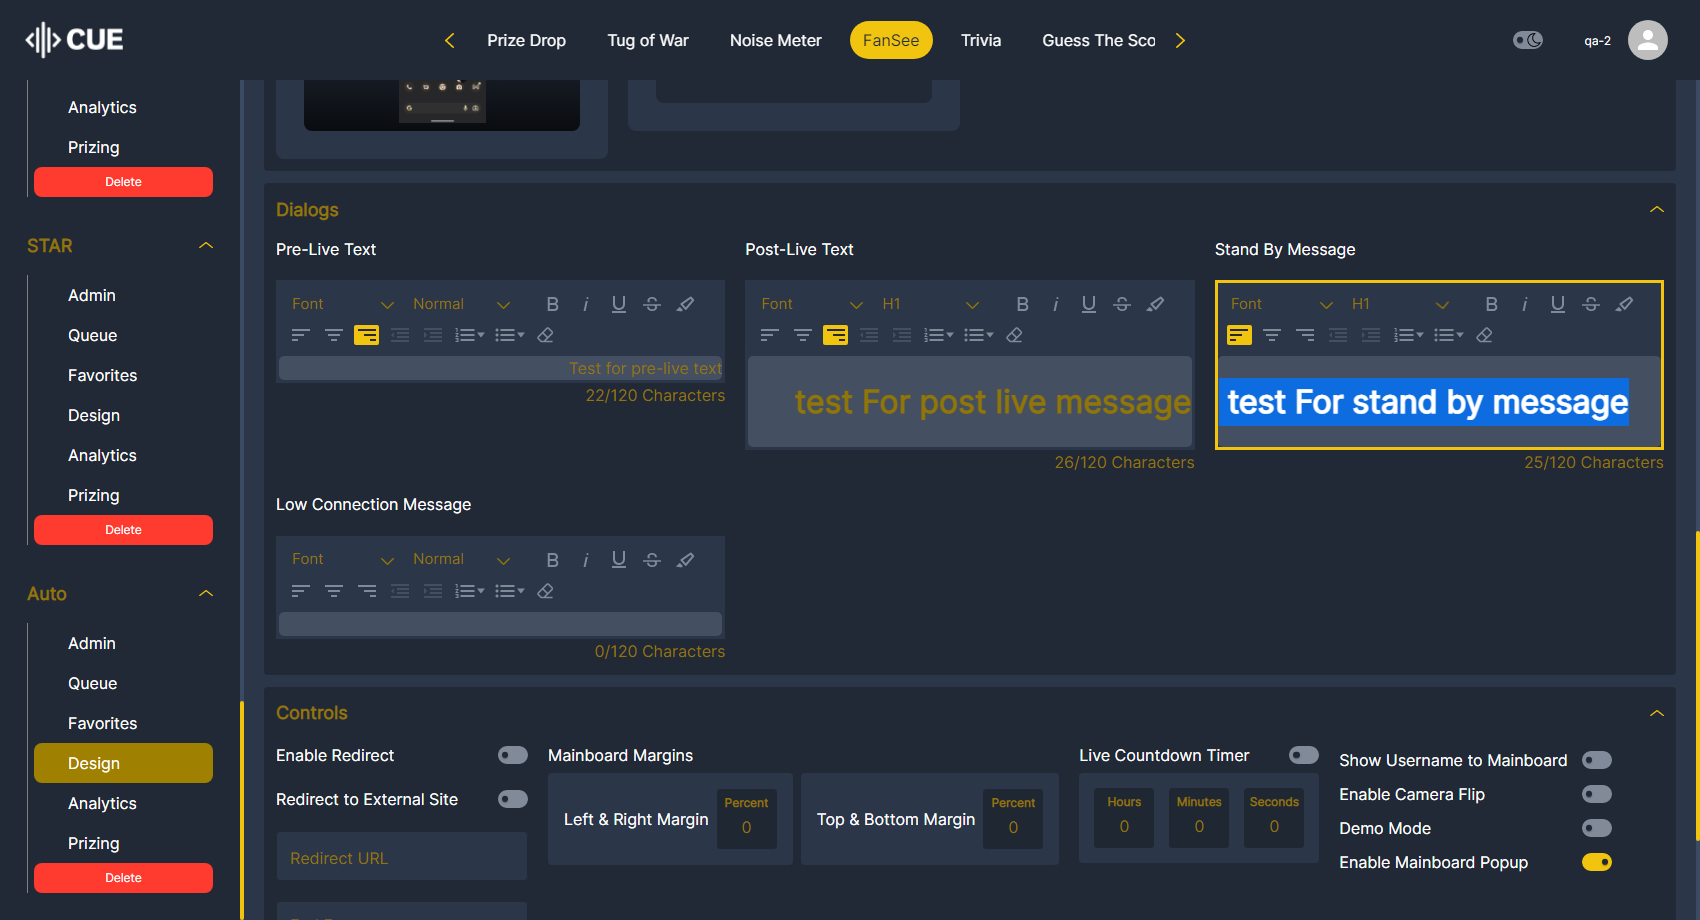 CUE
Prize Drop
Tug of War
Noise Meter
FanSee
Trivia
Guess The Sco
qa-2
Analytics
Prizing
Delete
STAR
Admin
Queue
Favorites
Design
Analytics
Prizing
Delete
Auto
Admin
Queue
Favorites
Design
Analytics
Prizing
Delete
Dialogs
Pre-Live Text
Font
Normal
Test for pre-live text
22/120 Characters
Post-Live Text
Font
H1
test For post live message
26/120 Characters
Stand By Message
Font
H1
test For stand by message
25/120 Characters
Low Connection Message
Font
Normal
0/120 Characters
Controls
Enable Redirect
Redirect to External Site
Redirect URL
Mainboard Margins
Left & Right Margin
Percent
0
Top & Bottom Margin
Percent
0
Live Countdown Timer
Hours
0
Minutes
0
Seconds
0
Show Username to Mainboard
Enable Camera Flip
Demo Mode
Enable Mainboard Popup